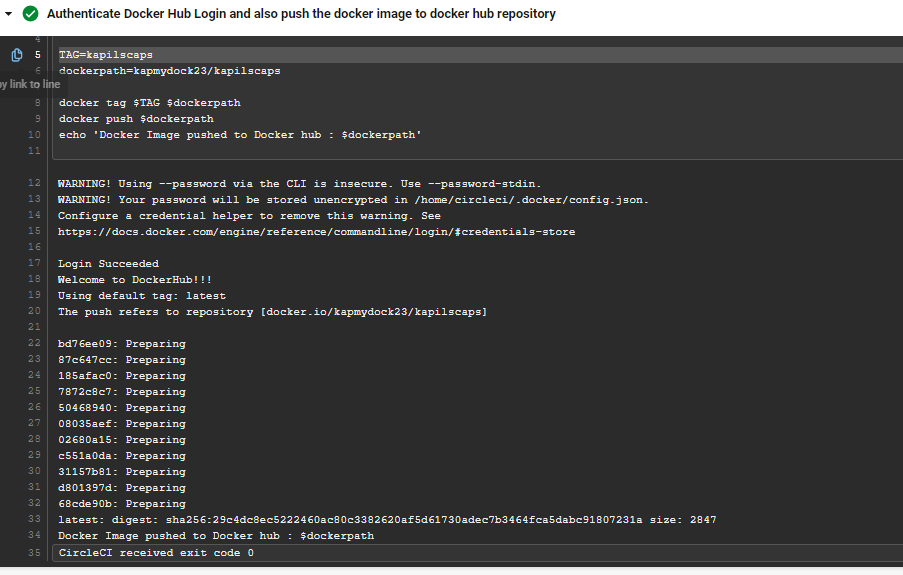 Authenticate Docker Hub Login and also push the docker image to docker hub repository
4
5 TAG=kapilscaps
6 dockerpath=kapmydock23/kapilscaps
py link to line
8 docker tag $TAG $dockerpath
9 docker push $dockerpath
10 echo 'Docker Image pushed to Docker hub : $dockerpath'
11
12 WARNING! Using --password via the CLI is insecure. Use --password-stdin.
13 WARNING! Your password will be stored unencrypted in /home/circleci/.docker/config.json.
14 Configure a credential helper to remove this warning. See
15 https://docs.docker.com/engine/reference/commandline/login/#credentials-store
16
17 Login Succeeded
18 Welcome to DockerHub!!!
19 Using default tag: latest
20 The push refers to repository [docker.io/kapmydock23/kapilscaps]
21
22 bd76ee09: Preparing
23 87c647cc: Preparing
24 185afac0: Preparing
25 7872c8c7: Preparing
26 50468940: Preparing
27 08035aef: Preparing
28 02680a15: Preparing
29 c551a0da: Preparing
30 31157b81: Preparing
31 d801397d: Preparing
32 68cde90b: Preparing
33 latest: digest: sha256:29c4dc8ec5222460ac80c3382620af5d61730adec7b3464fca5dabc91807231a size: 2847
34 Docker Image pushed to Docker hub : $dockerpath
35 CircleCI received exit code 0